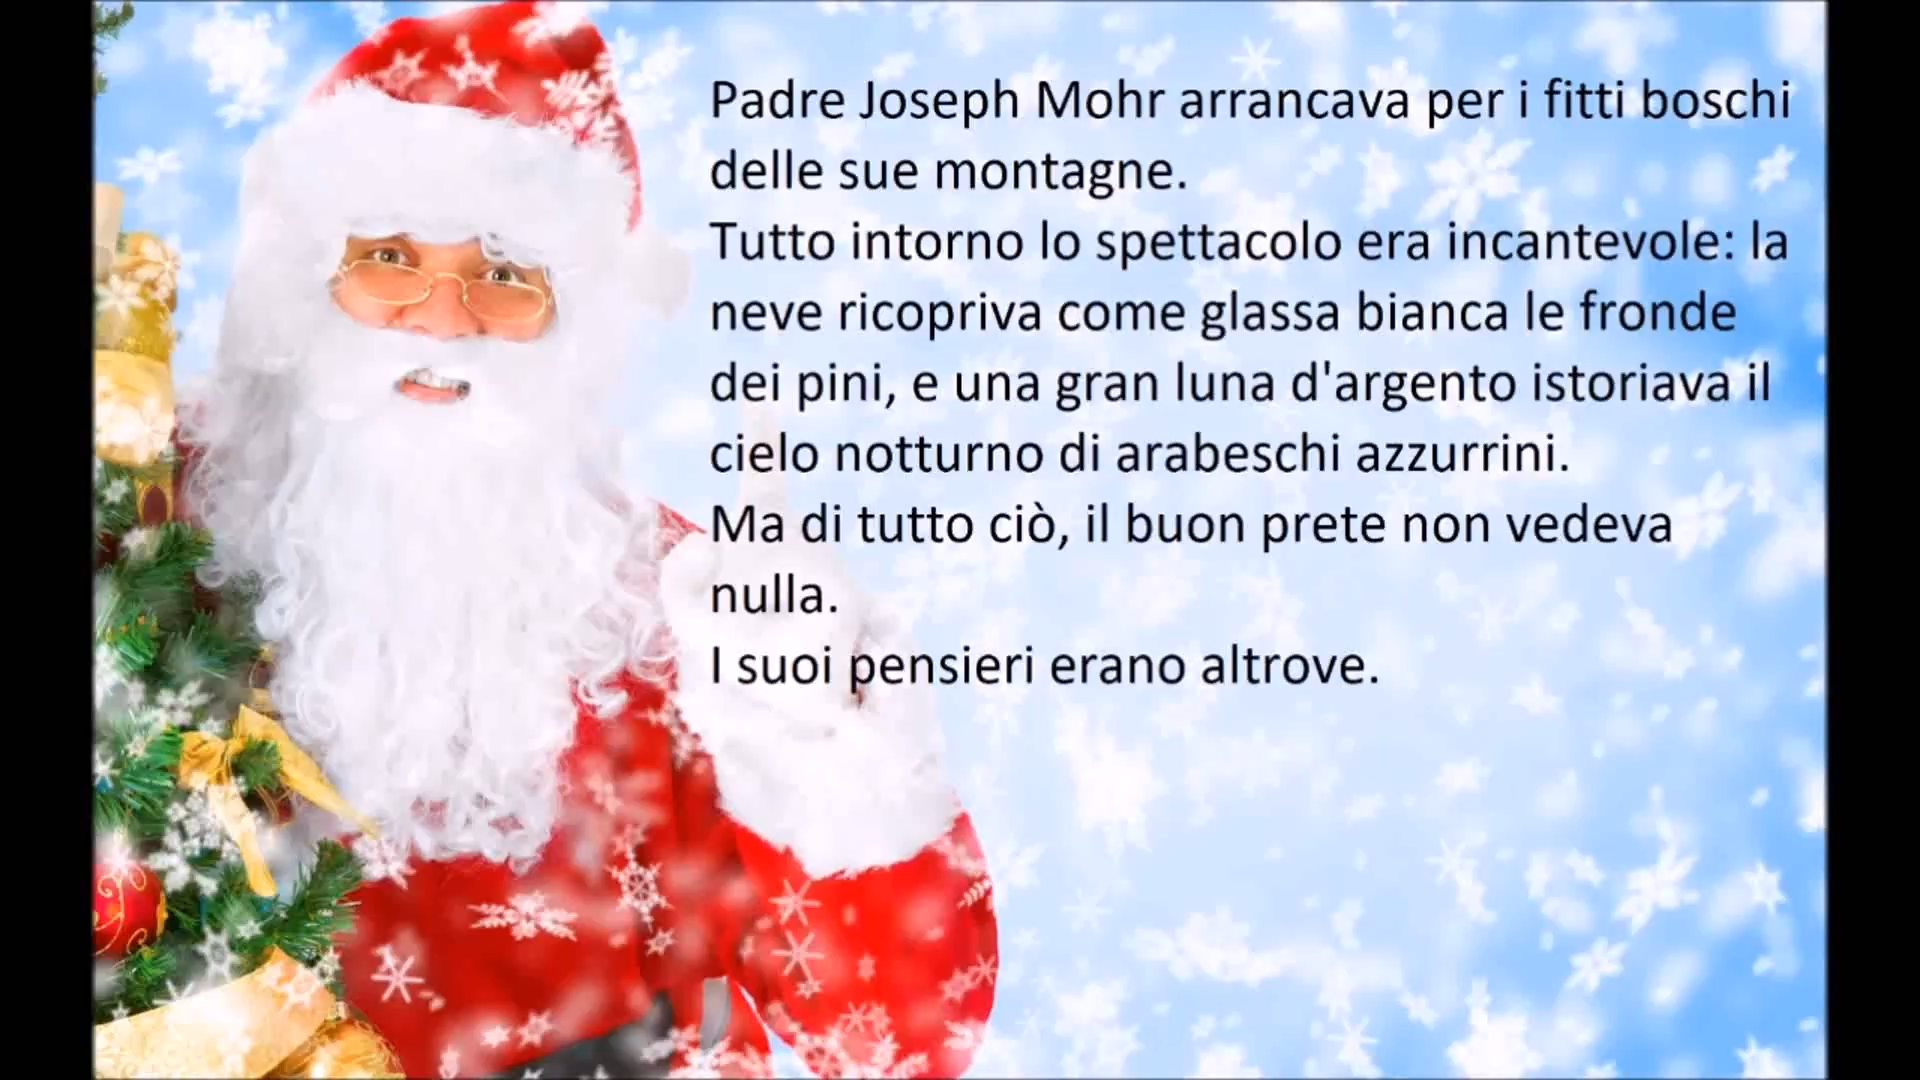 Padre Joseph Mohr arrancava per i fitti boschi
delle sue montagne.
Tutto intorno lo spettacolo era incantevole: la
neve ricopriva come glassa bianca le fronde
dei pini, e una gran luna d'argento istoriava il
cielo notturno di arabeschi azzurrini.
Ma di tutto ciò, il buon prete non vedeva
nulla.
I suoi pensieri erano altrove.